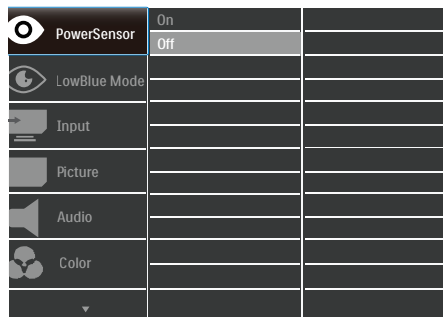 PowerSensor
On
Off
LowBlue Mode
Input
Picture
Audio
Color